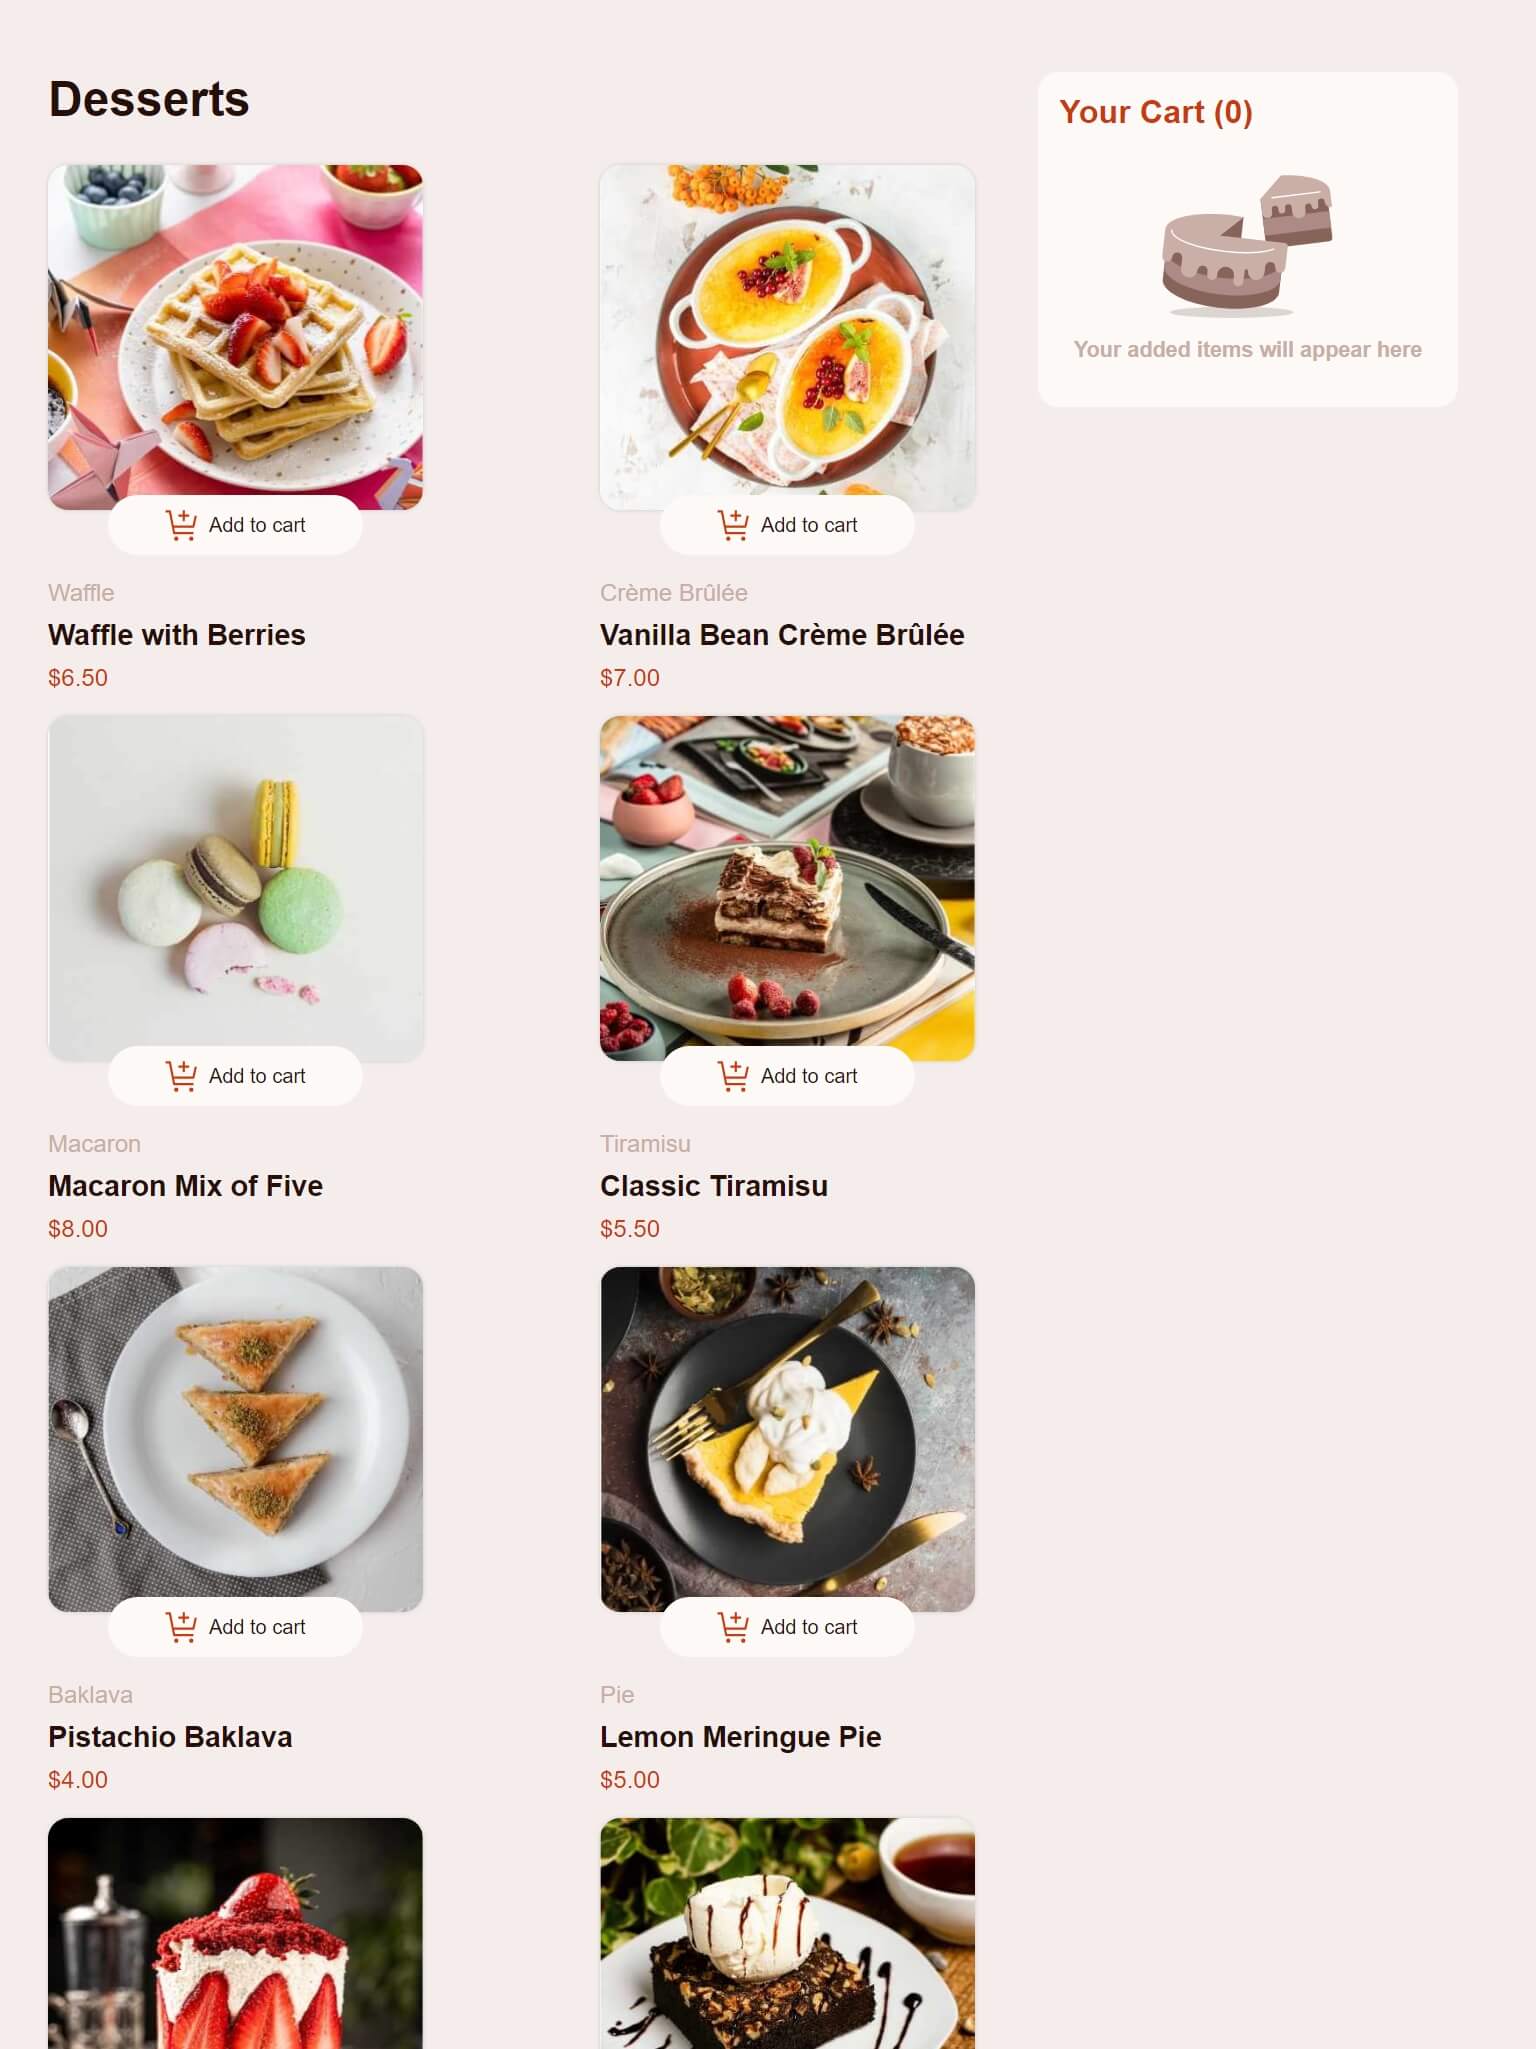 Desserts
Your Cart (0)
Your added items will appear here
Add to cart
Add to cart
Waffle
Waffle with Berries
$6.50
Crème Brûlée
Vanilla Bean Crème Brûlée
$7.00
Add to cart
Add to cart
Macaron
Macaron Mix of Five
$8.00
Tiramisu
Classic Tiramisu
$5.50
Add to cart
Add to cart
Baklava
Pistachio Baklava
$4.00
Pie
Lemon Meringue Pie
$5.00